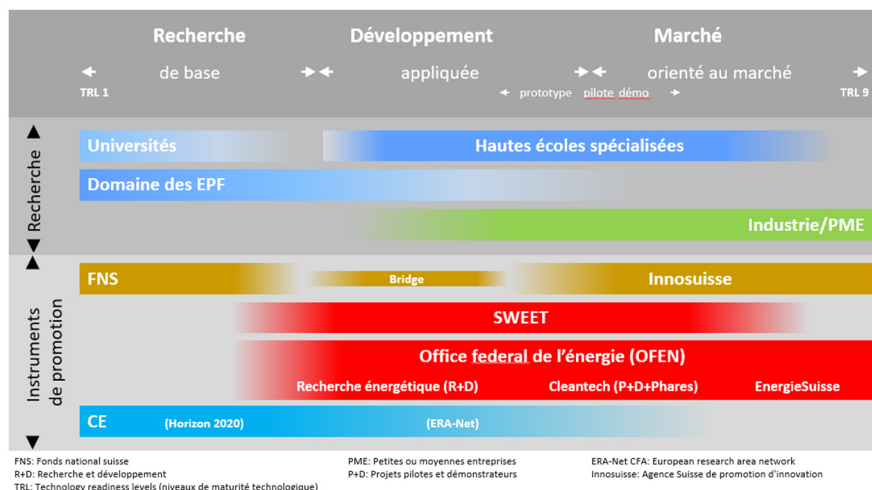 Recherche Développement Marché
de base appliquée orienté au marché
TRL 1 prototype pilote démo TRL 9
Recherche
Universités Hautes écoles spécialisées
Domaine des EPF
Industrie/PME
Instruments
de promotion
FNS Bridge Innosuisse
SWEET
Office federal de l’énergie (OFEN)
Recherche énergétique (R+D) Cleantech (P+D+Phares) EnergieSuisse
CE (Horizon 2020) (ERA-Net)
FNS: Fonds national suisse PME: Petites ou moyennes entreprises ERA-Net CFA: European research area network
R+D: Recherche et développement P+D: Projets pilotes et démonstrateurs Innosuisse: Agence Suisse de promotion d'innovation
TRL: Technology readiness levels (niveaux de maturité technologique)